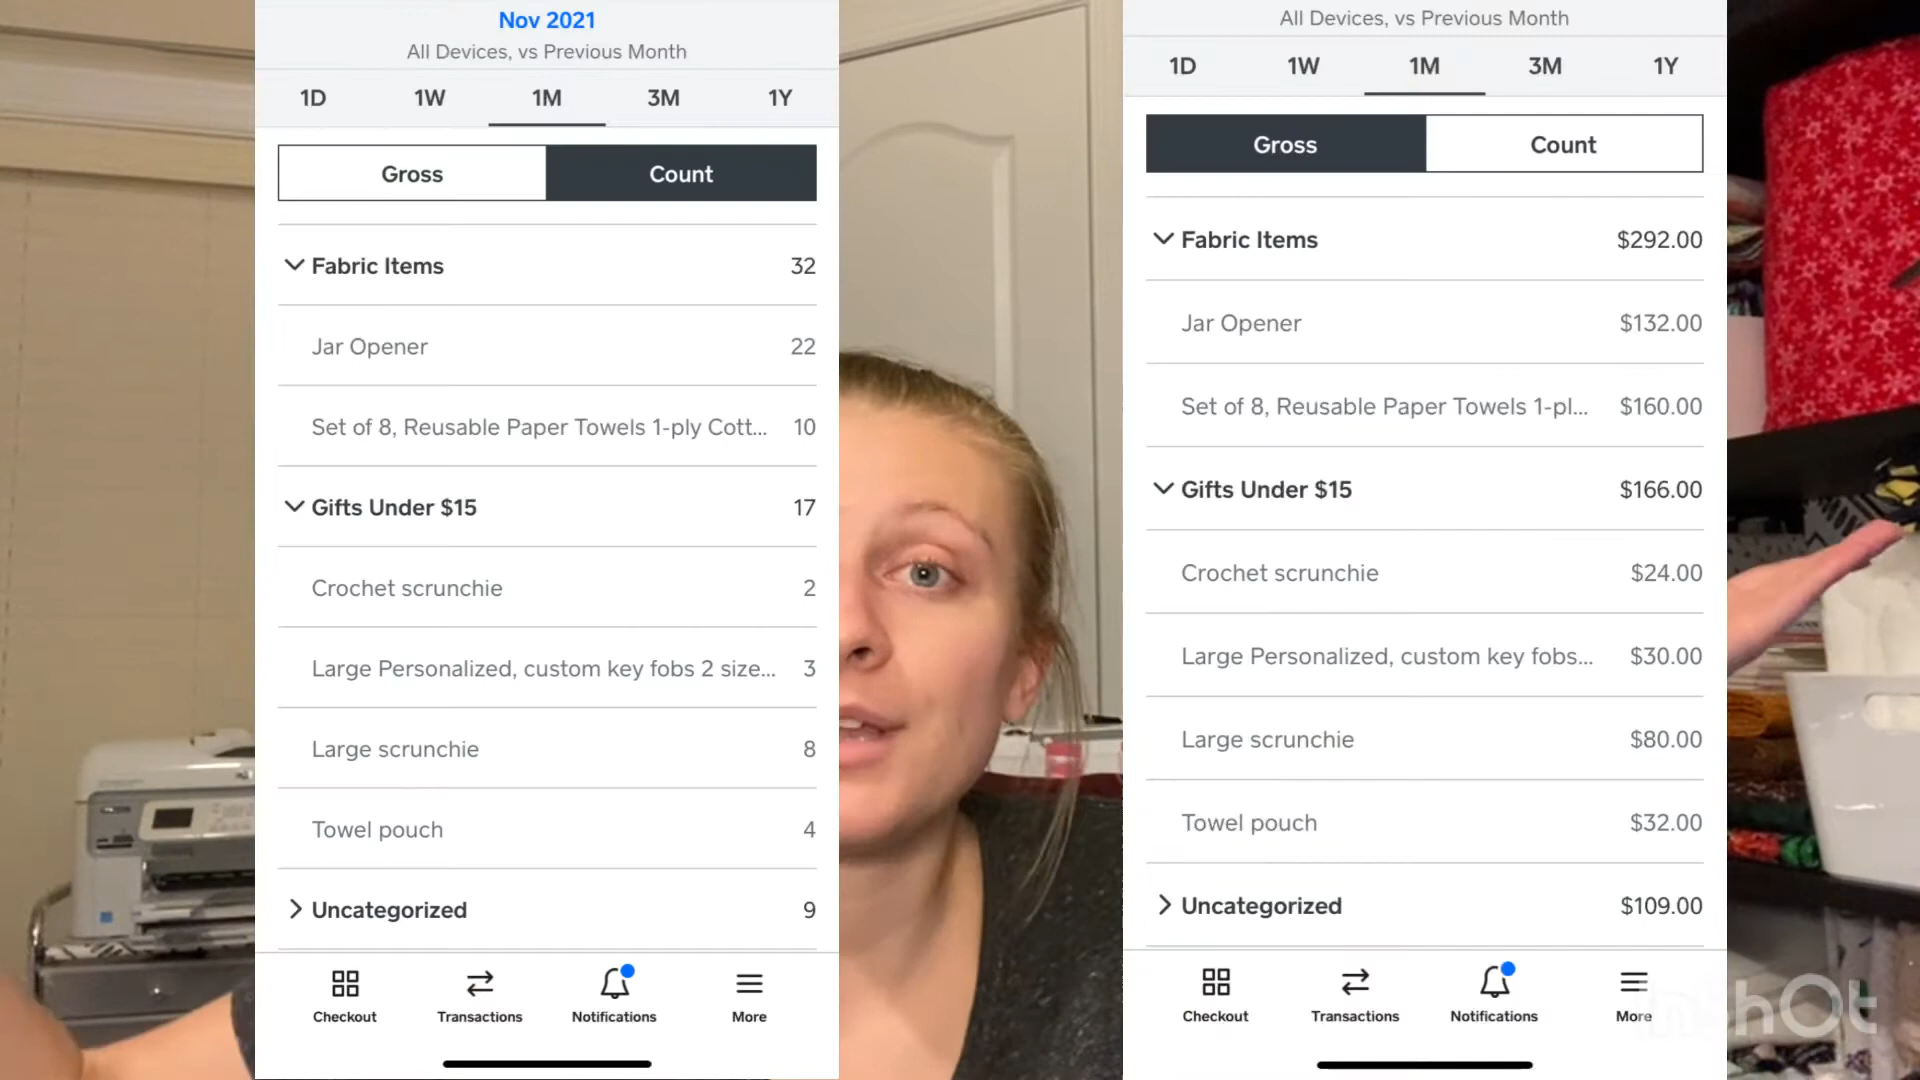 Nov 2021
All Devices, vs Previous Month
1D 1W 1M 3M 1Y
Gross Count
Fabric Items 32
Jar Opener 22
Set of 8, Reusable Paper Towels 1-ply Cott... 10
Gifts Under $15 17
Crochet scrunchie 2
Large Personalized, custom key fobs 2 size... 3
Large scrunchie 8
Towel pouch 4
Uncategorized 9
Checkout Transactions Notifications More
All Devices, vs Previous Month
1D 1W 1M 3M 1Y
Gross Count
Fabric Items $292.00
Jar Opener $132.00
Set of 8, Reusable Paper Towels 1-pl... $160.00
Gifts Under $15 $166.00
Crochet scrunchie $24.00
Large Personalized, custom key fobs... $30.00
Large scrunchie $80.00
Towel pouch $32.00
Uncategorized $109.00
Checkout Transactions Notifications More
InShOt